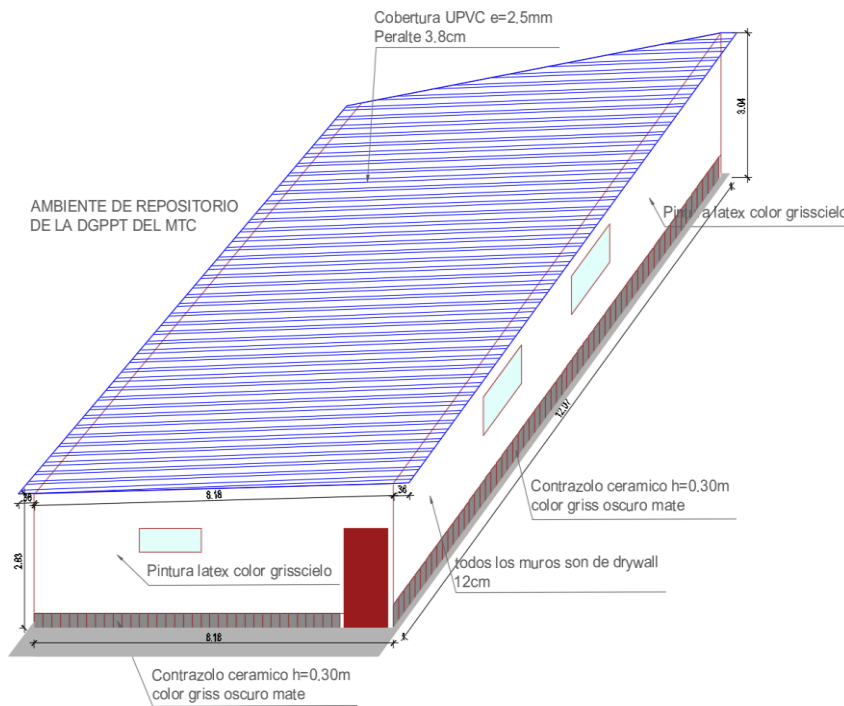 Cobertura UPVC e=2,5mm
Peralte 3,8cm
3,04
AMBIENTE DE REPOSITORIO
DE LA DGPPT DEL MTC
Pintura latex color grisscielo
12,97
36
8,18
36
2,83
Contrazolo ceramico h=0,30m
color griss oscuro mate
todos los muros son de drywall
12cm
Pintura latex color grisscielo
8,18
Contrazolo ceramico h=0,30m
color griss oscuro mate